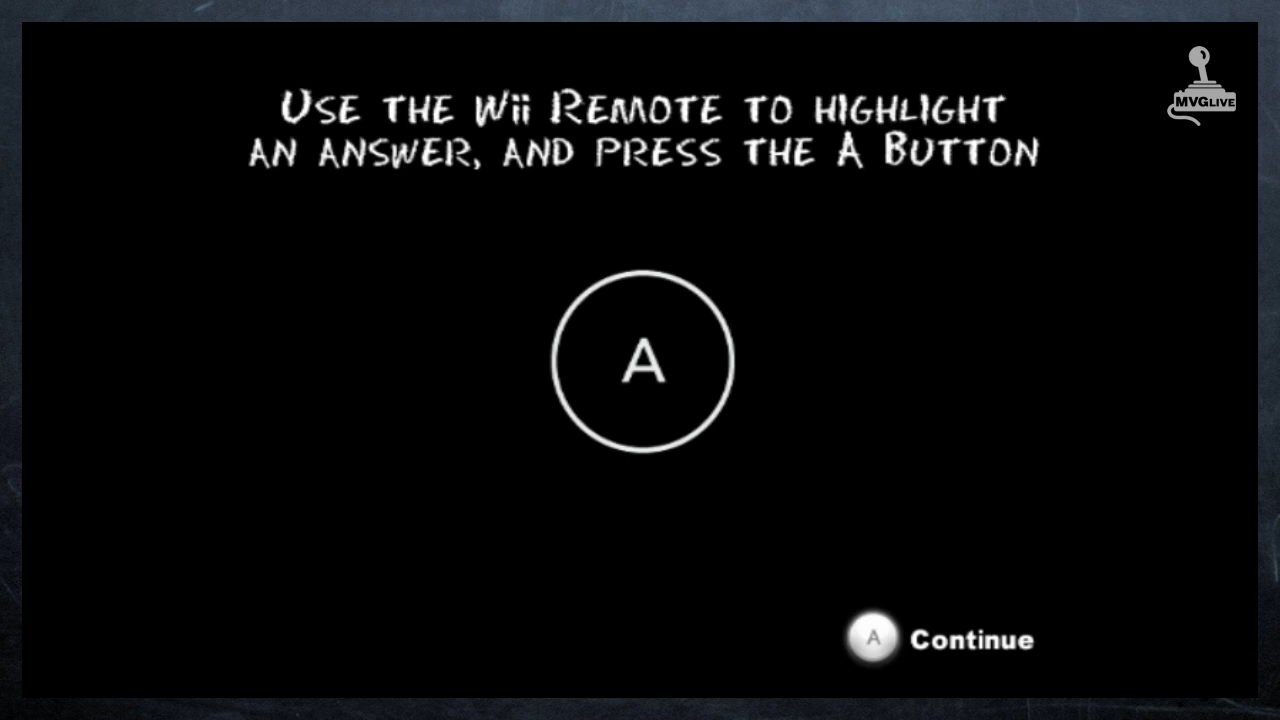 Use the Wii Remote to highlight
an answer, and press the A Button
A
A Continue
MVGLIVE